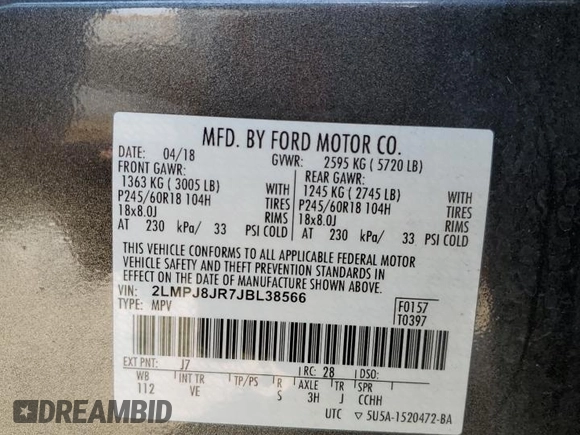 MFD. BY FORD MOTOR CO.
DATE: 04/18 GVWR: 2595 KG ( 5720 LB)
FRONT GAWR: REAR GAWR:
1363 KG ( 3005 LB) WITH 1245 KG ( 2745 LB) WITH
P245/60R18 104H TIRES P245/60R18 104H TIRES
18x8.0J RIMS 18x8.0J RIMS
AT 230 kPa/ 33 PSI COLD AT 230 kPa/ 33 PSI COLD
THIS VEHICLE CONFORMS TO ALL APPLICABLE FEDERAL MOTOR
VEHICLE SAFETY AND THEFT PREVENTION STANDARDS IN
EFFECT ON THE DATE OF MANUFACTURE SHOWN ABOVE.
VIN: 2LMPJ8JR7JBL38566 F0157
TYPE: MPV T0397
EXT PNT: J7 RC: 28 DSO:
WB INT TR TP/PS R AXLE TR SPR
112 VE S 3H J CCHH
UTC ▽ 5U5A-1520472-BA
DREAMBID